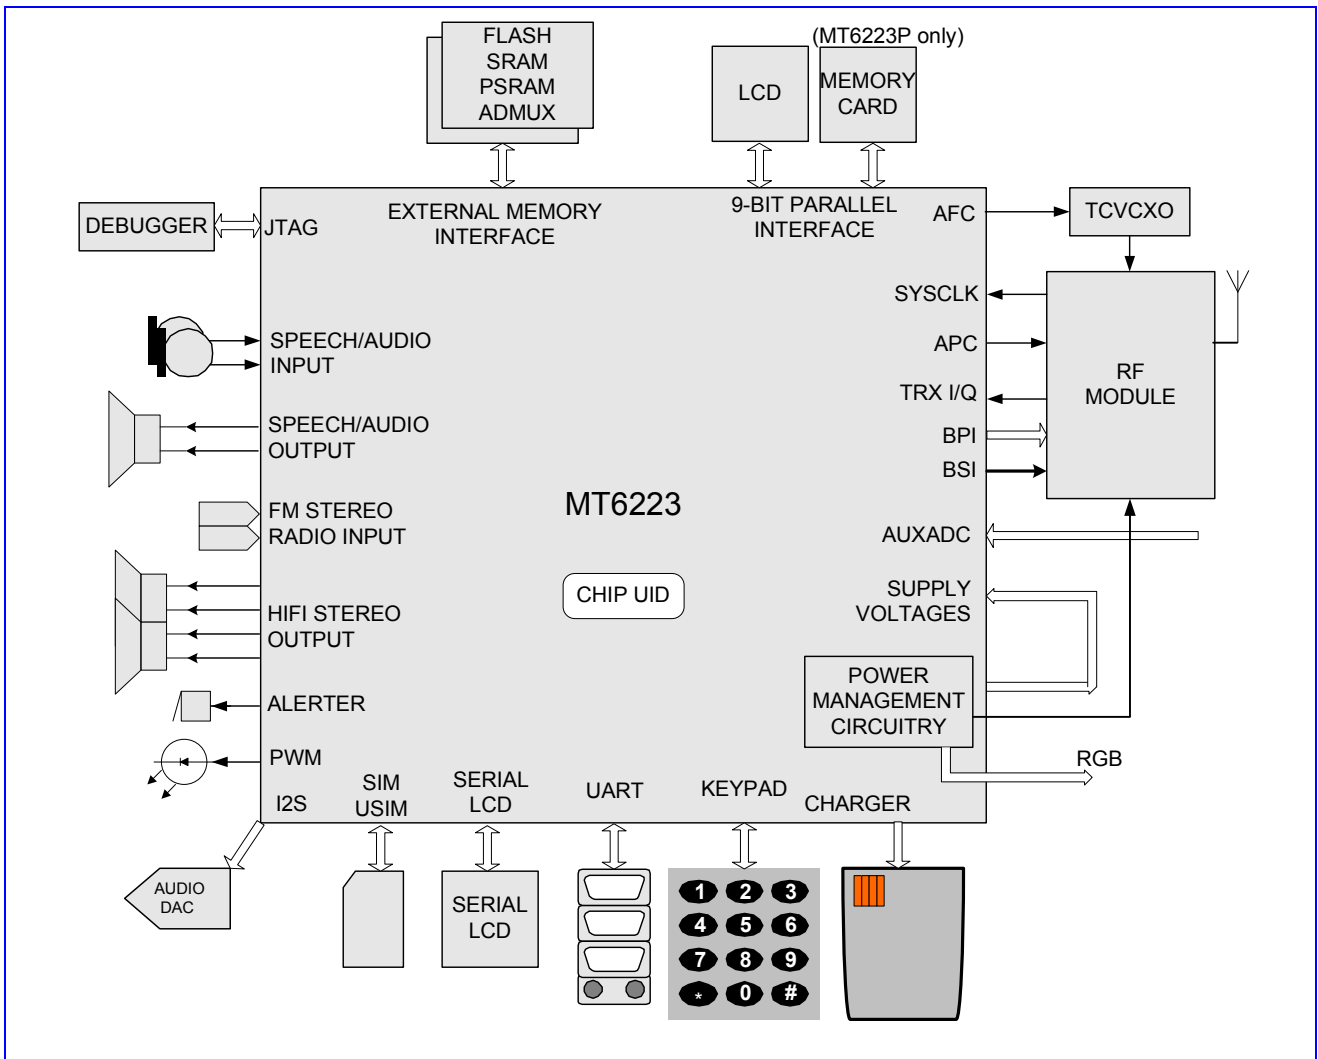 FLASH
SRAM
PSRAM
ADMUX
LCD
(MT6223P only)
MEMORY
CARD
DEBUGGER
JTAG
EXTERNAL MEMORY
INTERFACE
9-BIT PARALLEL
INTERFACE
AFC
TCVCXO
SYSCLK
APC
TRX I/Q
BPI
BSI
RF
MODULE
SPEECH/AUDIO
INPUT
SPEECH/AUDIO
OUTPUT
FM STEREO
RADIO INPUT
MT6223
CHIP UID
AUXADC
SUPPLY
VOLTAGES
HIFI STEREO
OUTPUT
ALERTER
PWM
I2S
POWER
MANAGEMENT
CIRCUITRY
RGB
SIM
USIM
SERIAL
LCD
UART
KEYPAD
CHARGER
AUDIO
DAC
SERIAL
LCD
1 2 3
4 5 6
7 8 9
* 0 #